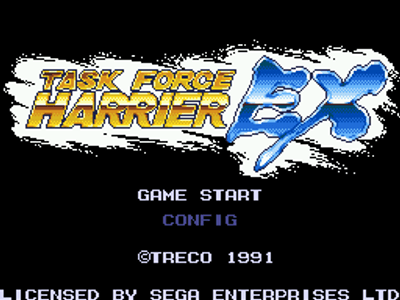 TASK FORCE
HARRIER EX
GAME START
CONFIG
©TRECO 1991
LICENSED BY SEGA ENTERPRISES LTD